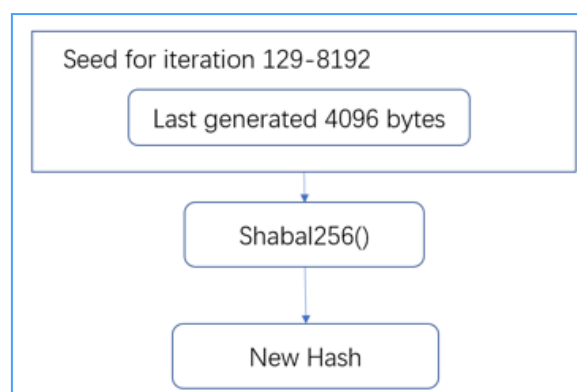 Seed for iteration 129-8192
Last generated 4096 bytes
Shabal256()
New Hash